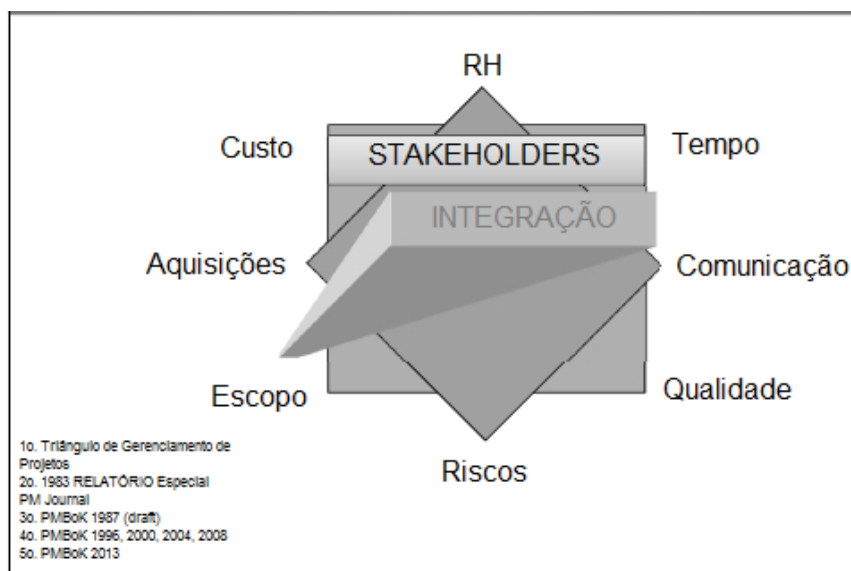 RH
Custo
STAKEHOLDERS
Tempo
INTEGRAÇÃO
Aquisições
Comunicação
Escopo
Qualidade
Riscos
1o. Triângulo de Gerenciamento de
Projetos
2o. 1983 RELATÓRIO Especial
PM Journal
3o. PMBoK 1987 (draft)
4o. PMBoK 1996, 2000, 2004, 2008
5o. PMBoK 2013